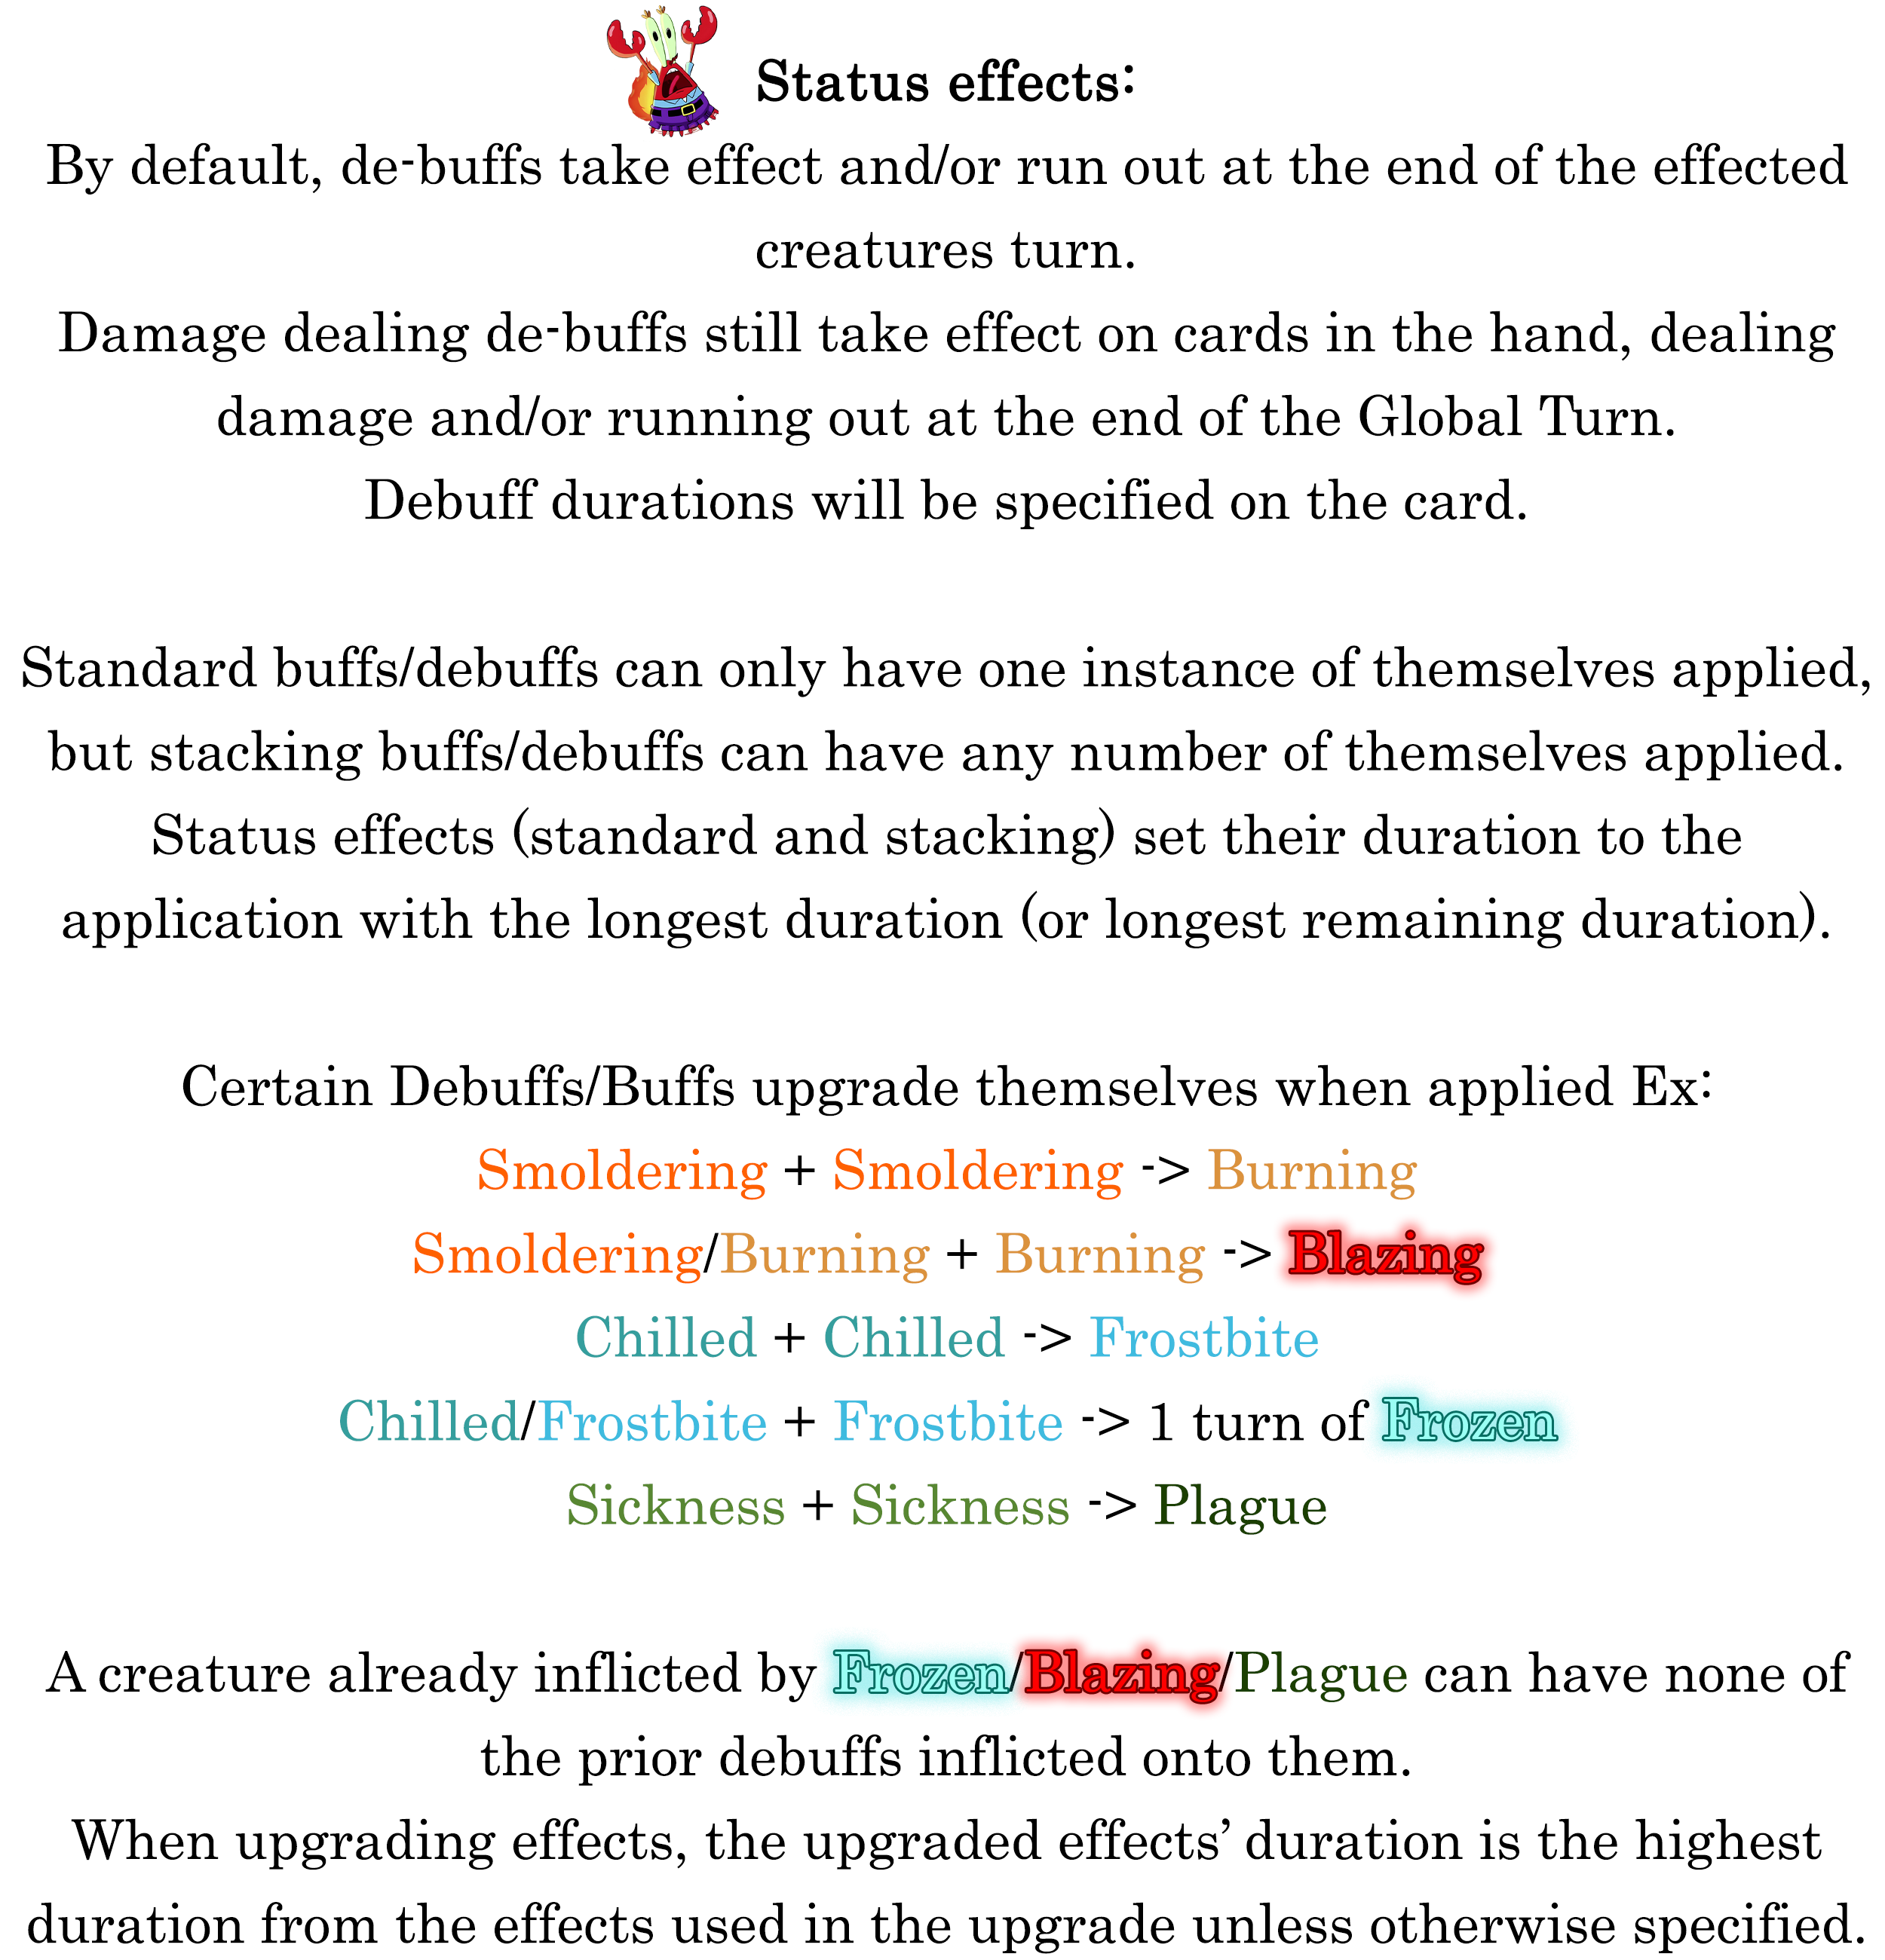 Status effects:
By default, de-buffs take effect and/or run out at the end of the effected
creatures turn.
Damage dealing de-buffs still take effect on cards in the hand, dealing
damage and/or running out at the end of the Global Turn.
Debuff durations will be specified on the card.
Standard buffs/debuffs can only have one instance of themselves applied,
but stacking buffs/debuffs can have any number of themselves applied.
Status effects (standard and stacking) set their duration to the
application with the longest duration (or longest remaining duration).
Certain Debuffs/Buffs upgrade themselves when applied Ex:
Smoldering + Smoldering -> Burning
Smoldering/Burning + Burning -> Blazing
Chilled + Chilled -> Frostbite
Chilled/Frostbite + Frostbite -> 1 turn of Frozen
Sickness + Sickness -> Plague
A creature already inflicted by Frozen/Blazing/Plague can have none of
the prior debuffs inflicted onto them.
When upgrading effects, the upgraded effects’ duration is the highest
duration from the effects used in the upgrade unless otherwise specified.